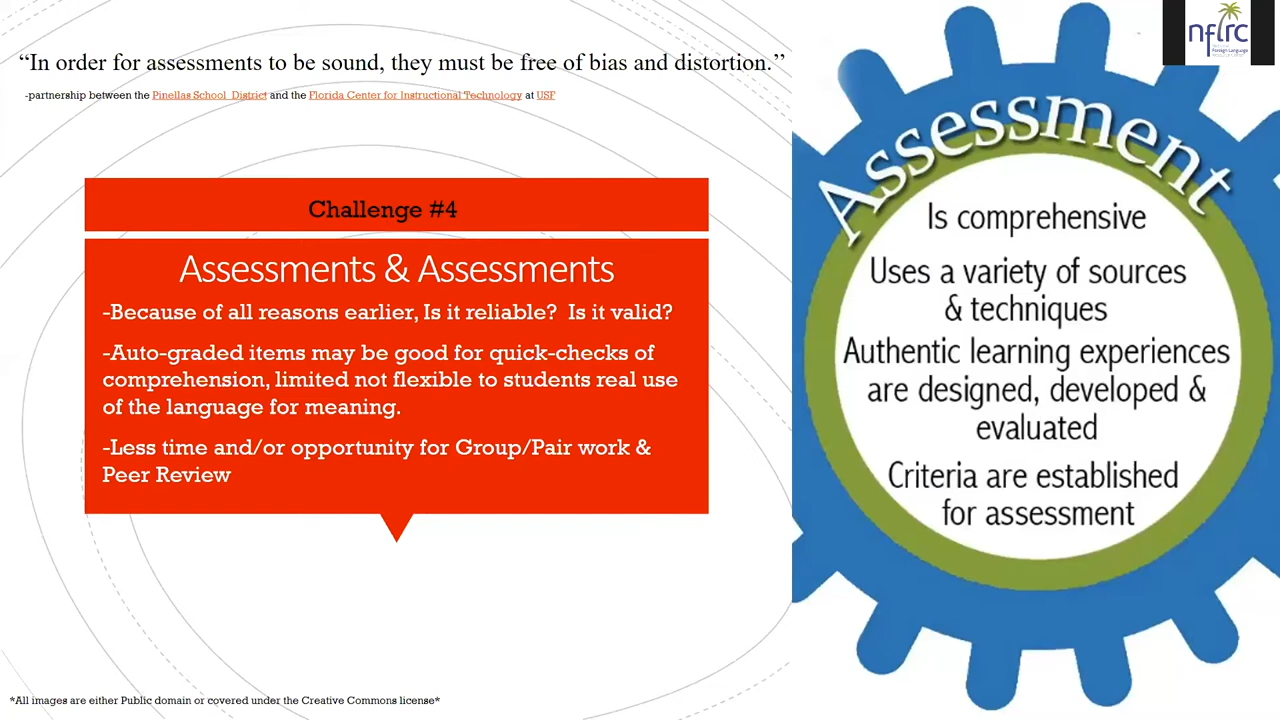 “In order for assessments to be sound, they must be free of bias and distortion.”
-partnership between the Pinellas School District and the Florida Center for Instructional Technology at USF
Challenge #4
Assessments & Assessments
-Because of all reasons earlier, Is it reliable? Is it valid?
-Auto-graded items may be good for quick-checks of
comprehension, limited not flexible to students real use
of the language for meaning.
-Less time and/or opportunity for Group/Pair work &
Peer Review
*All images are either Public domain or covered under the Creative Commons license*
nflrc
Foreign Language
Assessment
Is comprehensive
Uses a variety of sources
& techniques
Authentic learning experiences
are designed, developed &
evaluated
Criteria are established
for assessment